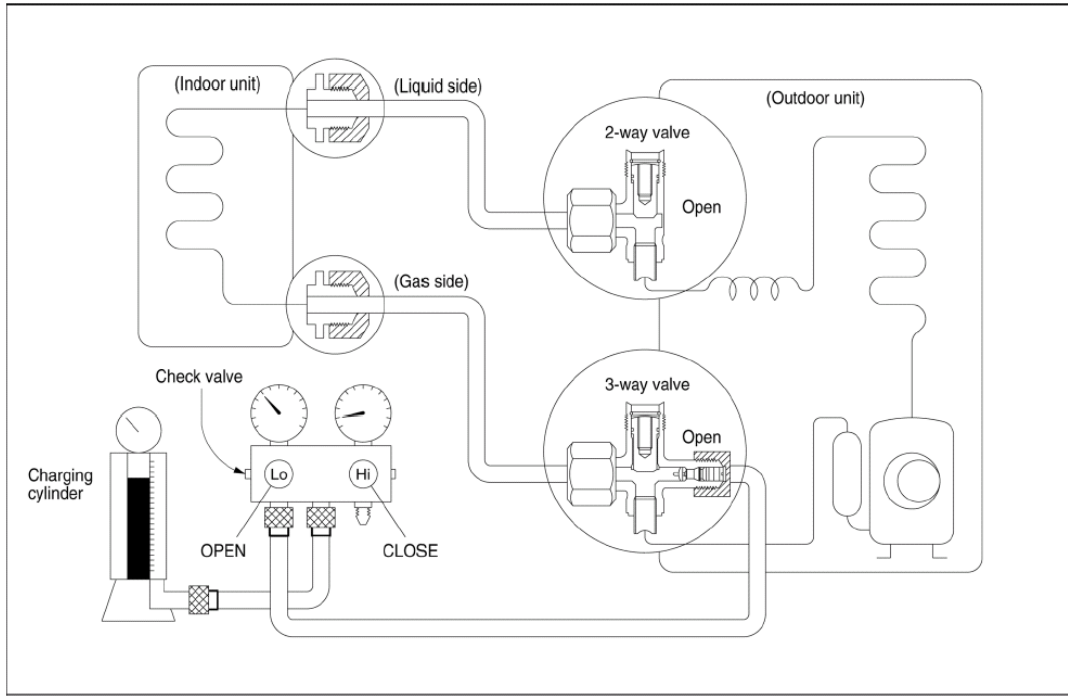 (Indoor unit)
(Liquid side)
(Outdoor unit)
2-way valve
Open
(Gas side)
Check valve
3-way valve
Open
Charging
cylinder
Lo
Hi
OPEN
CLOSE